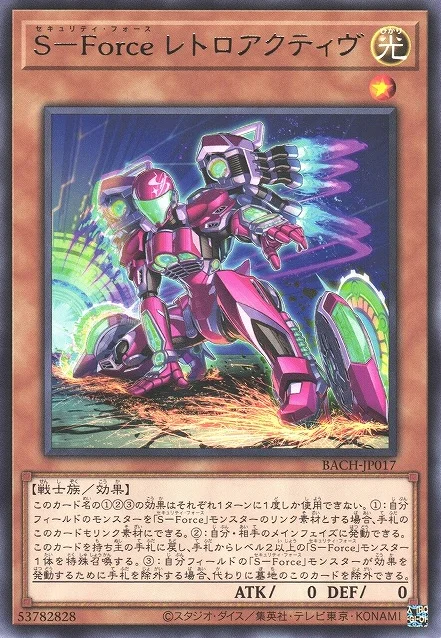 セキュリティ・フォース
S－Force レトロアクティヴ
ひかり
光
BACH-JP017
【戦士族／効果】
このカード名の①②③の効果はそれぞれ１ターンに１度しか使用できない。①：自分
フィールドのモンスターを「S－Force」モンスターのリンク素材とする場合、手札の
このカードもリンク素材にできる。②：自分・相手のメインフェイズに発動できる。
このカードを持ち主の手札に戻し、手札からレベル２以上の「S－Force」モンスター
１体を特殊召喚する。③：自分フィールドの「S－Force」モンスターが効果を
発動するために手札を除外する場合、代わりに墓地のこのカードを除外できる。
ATK/ 0 DEF/ 0
53782828 ©スタジオ・ダイス／集英社・テレビ東京・KONAMI